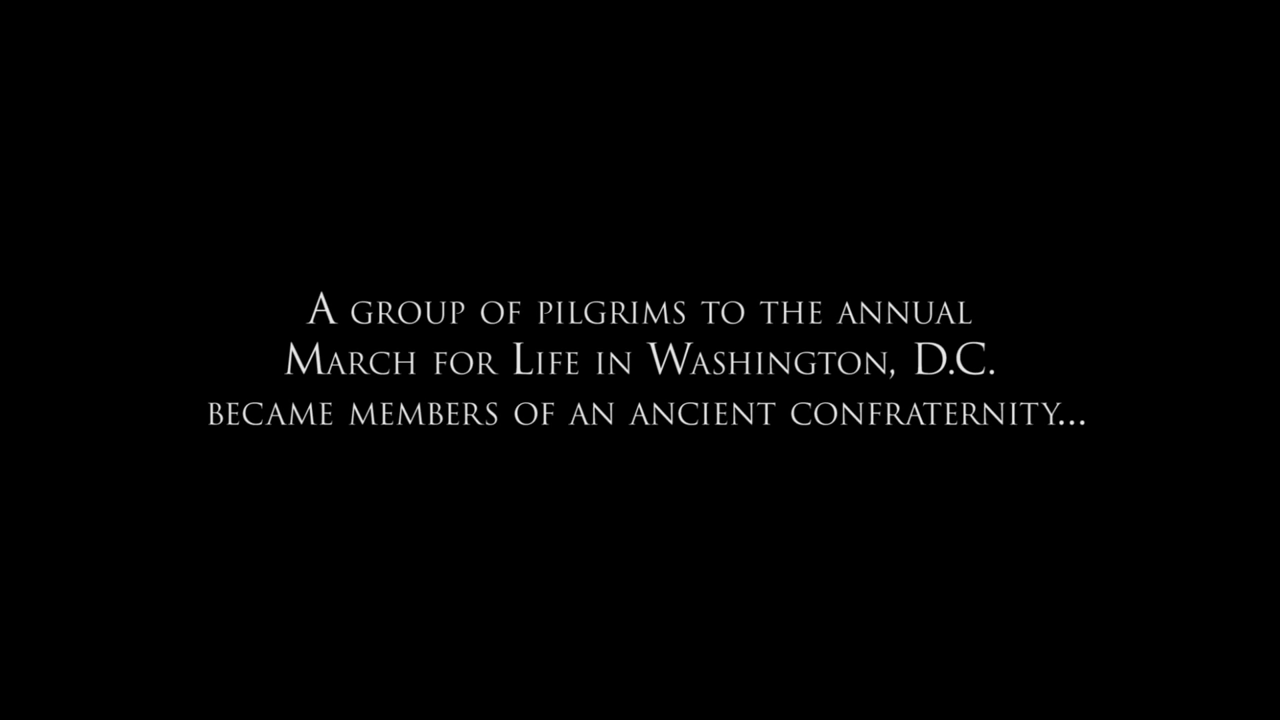 A group of pilgrims to the annual
March for Life in Washington, D.C.
became members of an ancient confraternity...